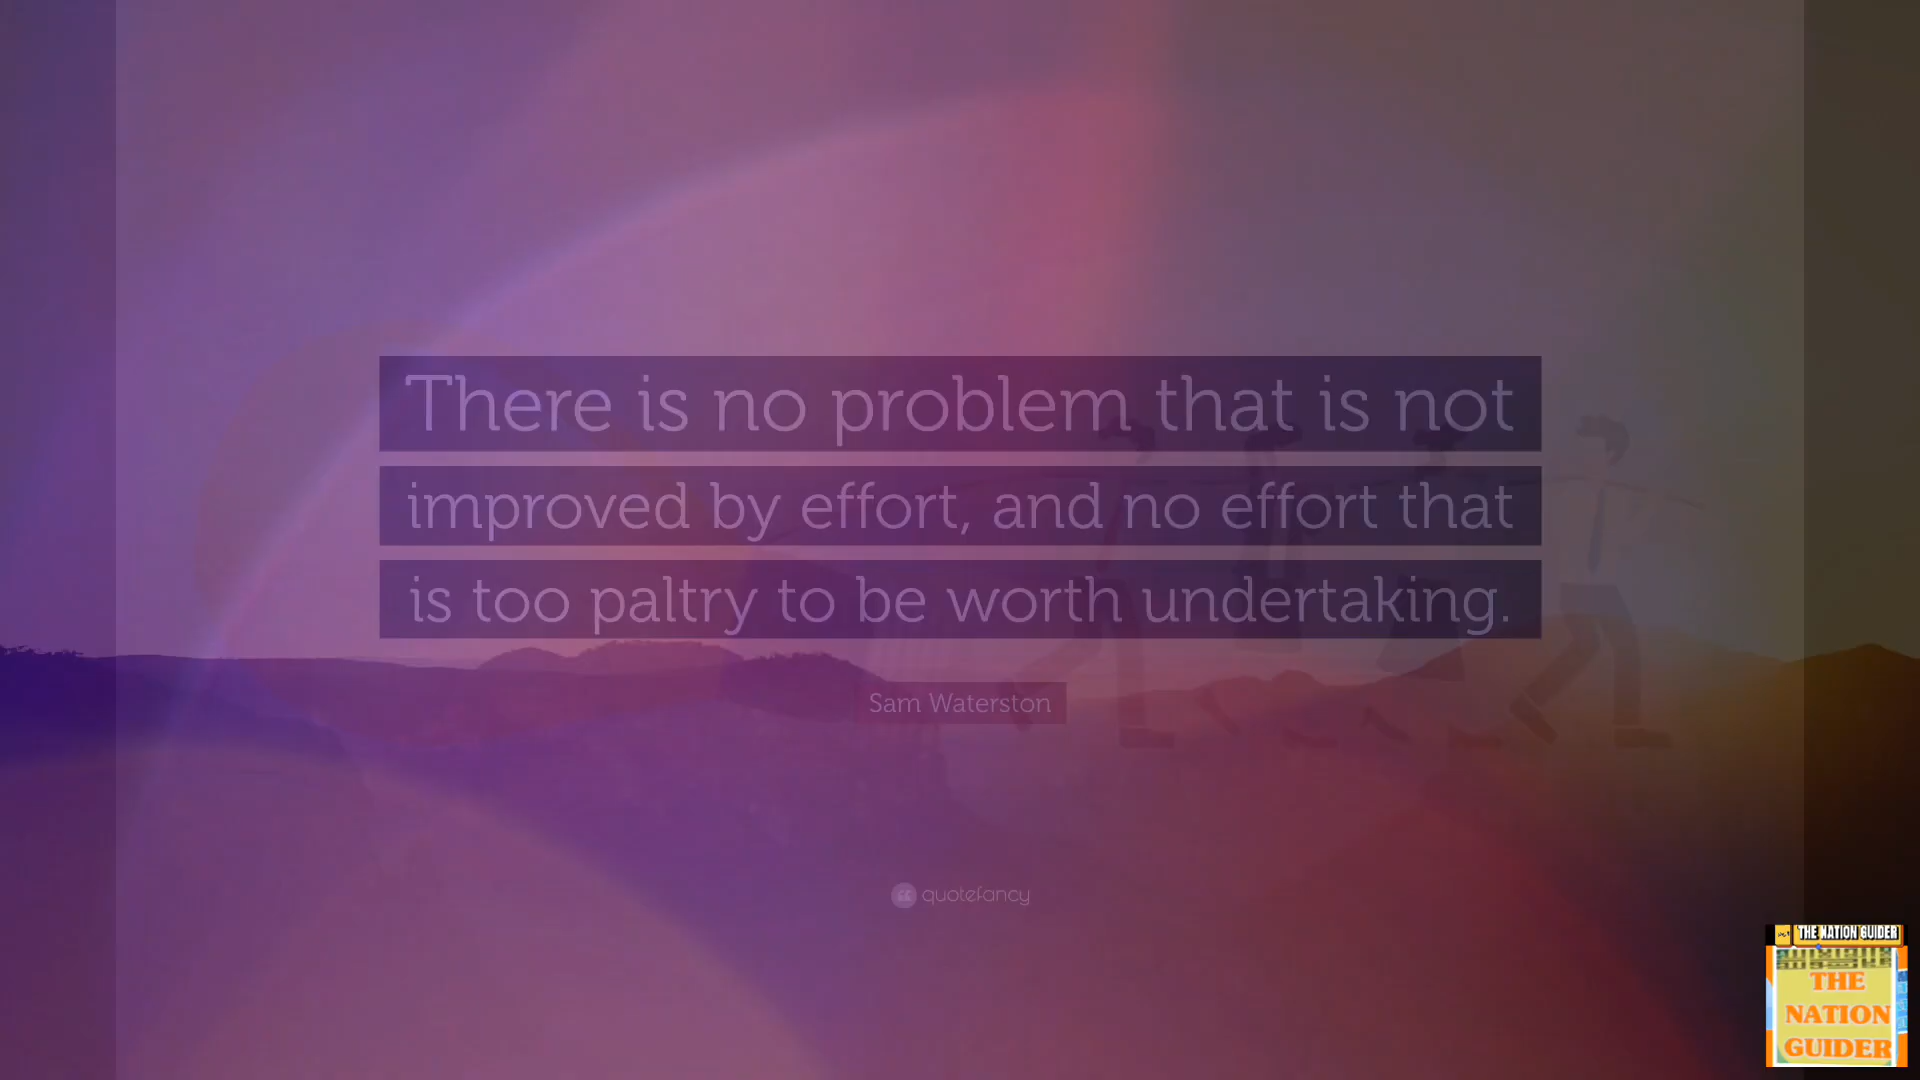 There is no problem that is not
improved by effort, and no effort that
is too paltry to be worth undertaking.
Sam Waterston
quotefancy
THE NATION GUIDER
THE
NATION
GUIDER